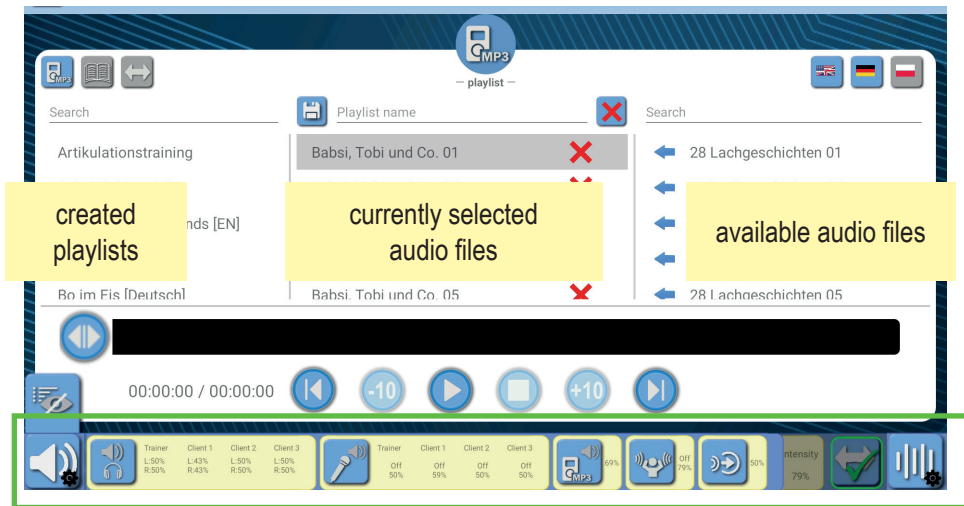 MP3
MP3
— playlist —
Search
Playlist name
Search
Artikulationstraining
Babsi, Tobi und Co. 01
28 Lachgeschichten 01
created
playlists
nds [EN]
currently selected
audio files
available audio files
Bo im Eis [Deutsch]
Babsi, Tobi und Co. 05
28 Lachgeschichten 05
00:00:00 / 00:00:00
-10
+10
Trainer Client 1 Client 2 Client 3
L:50% L:43% L:50% L:50%
R:50% R:43% R:50% R:50%
Trainer Client 1 Client 2 Client 3
Off Off Off Off
50% 59% 50% 50%
MP3
69%
Off
79%
50%
ntensity
79%